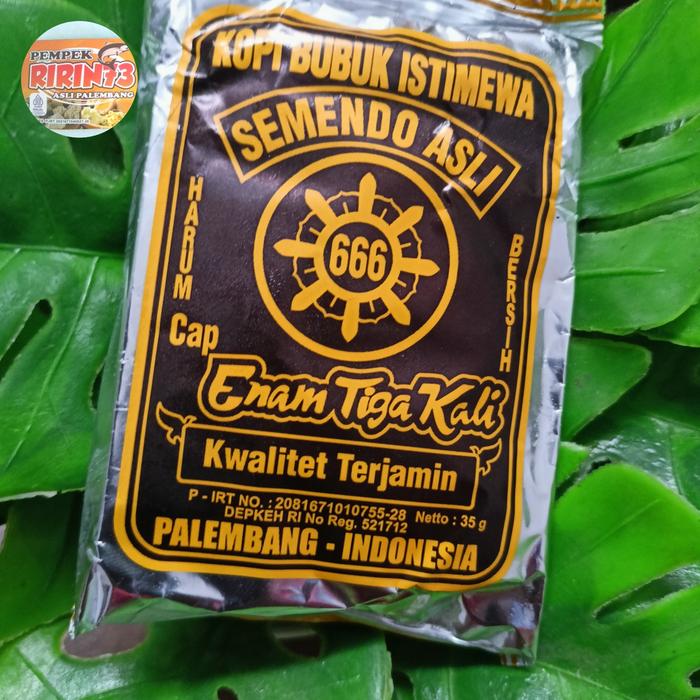 PEMPEK
RIRIN73
ASLI PALEMBANG
KOPI BUBUK ISTIMEWA
SEMENDO ASLI
HARUM
666
BERSIH
Cap
Enam Tiga Kali
Kwalitet Terjamin
P - IRT NO. : 2081671010755-28 Netto : 35 g
DEPKEH RI No Reg. 521712
PALEMBANG - INDONESIA